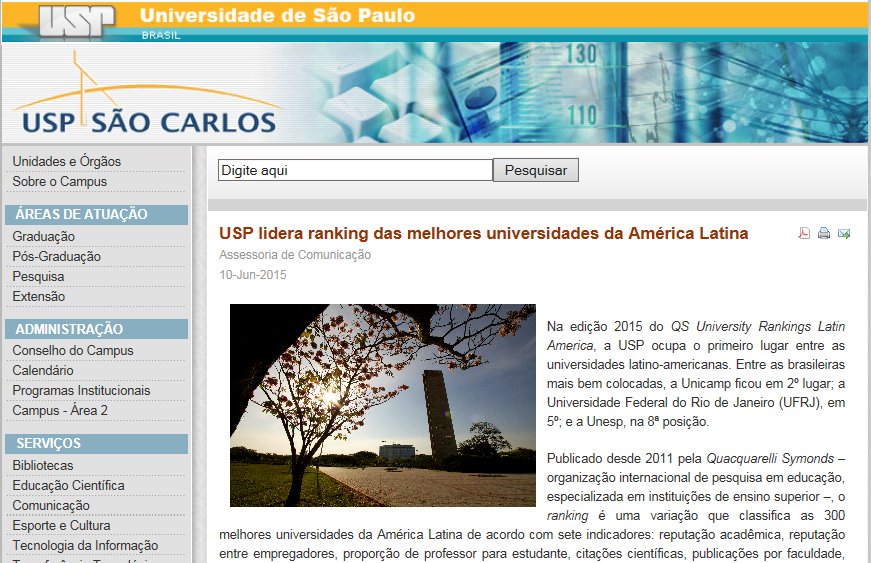 USP Universidade de São Paulo
BRASIL
130
110
USP SÃO CARLOS
Unidades e Órgãos
Sobre o Campus
ÁREAS DE ATUAÇÃO
Graduação
Pós-Graduação
Pesquisa
Extensão
ADMINISTRAÇÃO
Conselho do Campus
Calendário
Programas Institucionais
Campus - Área 2
SERVIÇOS
Bibliotecas
Educação Científica
Comunicação
Esporte e Cultura
Tecnologia da Informação
Digite aqui
Pesquisar
USP lidera ranking das melhores universidades da América Latina
Assessoria de Comunicação
10-Jun-2015
Na edição 2015 do QS University Rankings Latin
America, a USP ocupa o primeiro lugar entre as
universidades latino-americanas. Entre as brasileiras
mais bem colocadas, a Unicamp ficou em 2º lugar; a
Universidade Federal do Rio de Janeiro (UFRJ), em
5º; e a Unesp, na 8ª posição.
Publicado desde 2011 pela Quacquarelli Symonds –
organização internacional de pesquisa em educação,
especializada em instituições de ensino superior –, o
ranking é uma variação que classifica as 300
melhores universidades da América Latina de acordo com sete indicadores: reputação acadêmica, reputação
entre empregadores, proporção de professor para estudante, citações científicas, publicações por faculdade,